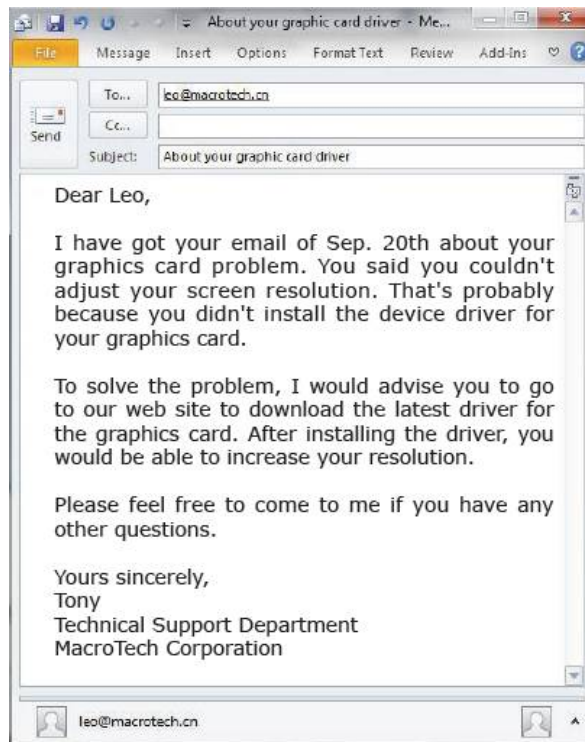 About your graphic card driver - Me...
File Message Insert Options Format Text Review Add-Ins
To... leo@macrotech.cn
Cc...
Send
Subject: About your graphic card driver
Dear Leo,
I have got your email of Sep. 20th about your
graphics card problem. You said you couldn't
adjust your screen resolution. That's probably
because you didn't install the device driver for
your graphics card.
To solve the problem, I would advise you to go
to our web site to download the latest driver for
the graphics card. After installing the driver, you
would be able to increase your resolution.
Please feel free to come to me if you have any
other questions.
Yours sincerely,
Tony
Technical Support Department
MacroTech Corporation
leo@macrotech.cn